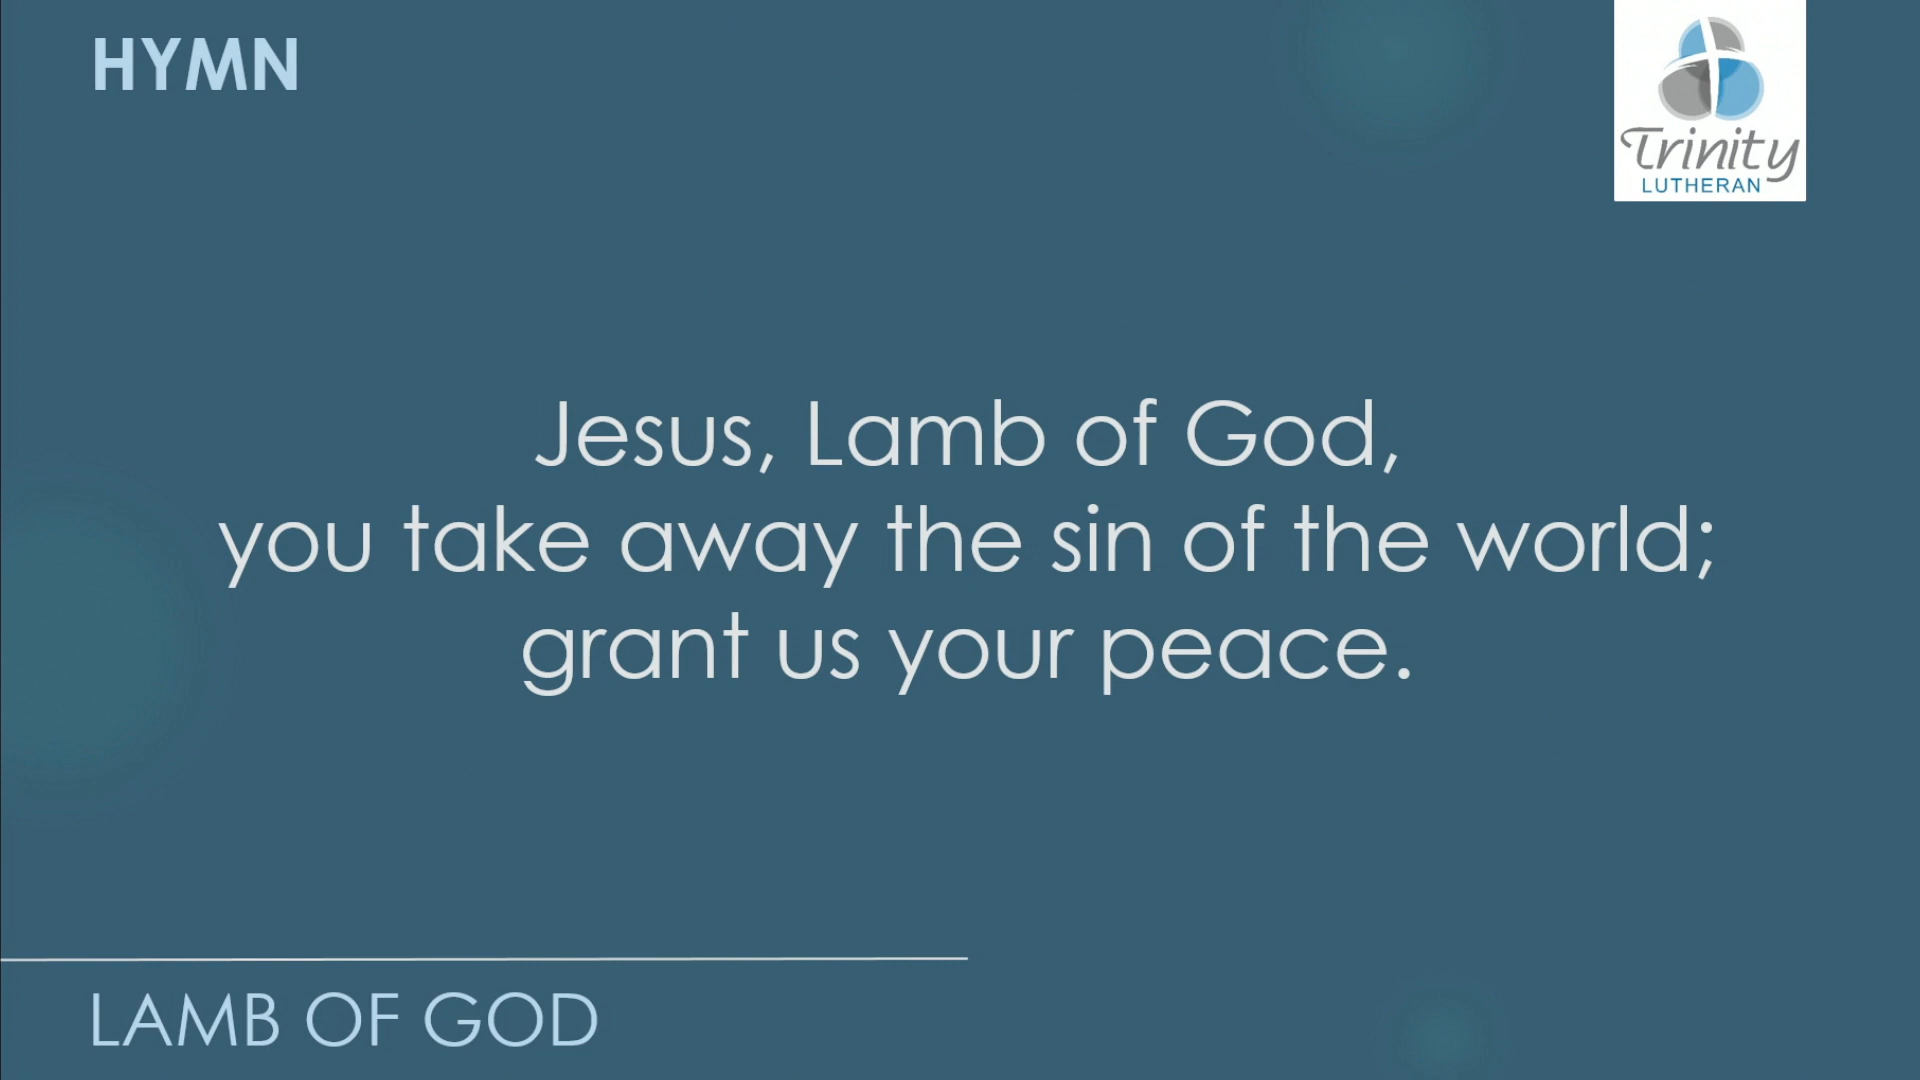 HYMN
Trinity
LUTHERAN
Jesus, Lamb of God,
you take away the sin of the world;
grant us your peace.
LAMB OF GOD